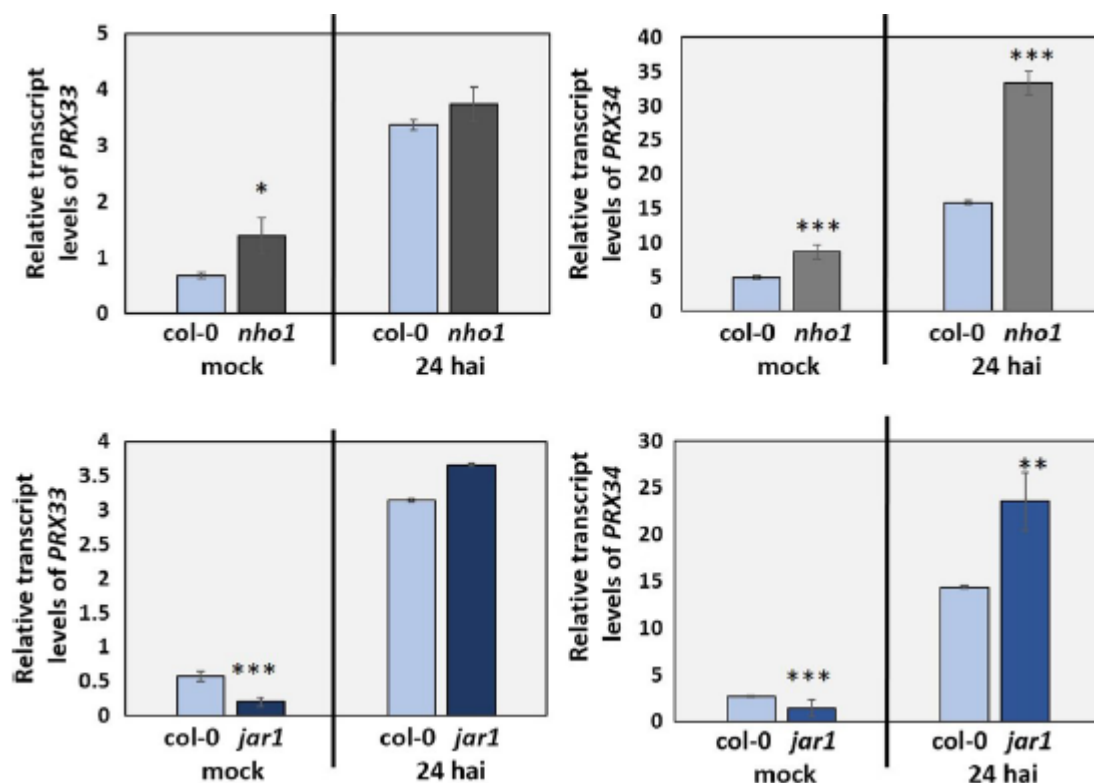 Relative transcript
levels of PRX33
5
4
3
2
1
0
*
col-0 nho1 col-0 nho1
mock 24 hai
Relative transcript
levels of PRX34
40
35
30
25
20
15
10
5
0
***
***
col-0 nho1 col-0 nho1
mock 24 hai
Relative transcript
levels of PRX33
4
3.5
3
2.5
2
1.5
1
0.5
0
***
col-0 jar1 col-0 jar1
mock 24 hai
Relative transcript
levels of PRX34
30
25
20
15
10
5
0
***
**
col-0 jar1 col-0 jar1
mock 24 hai